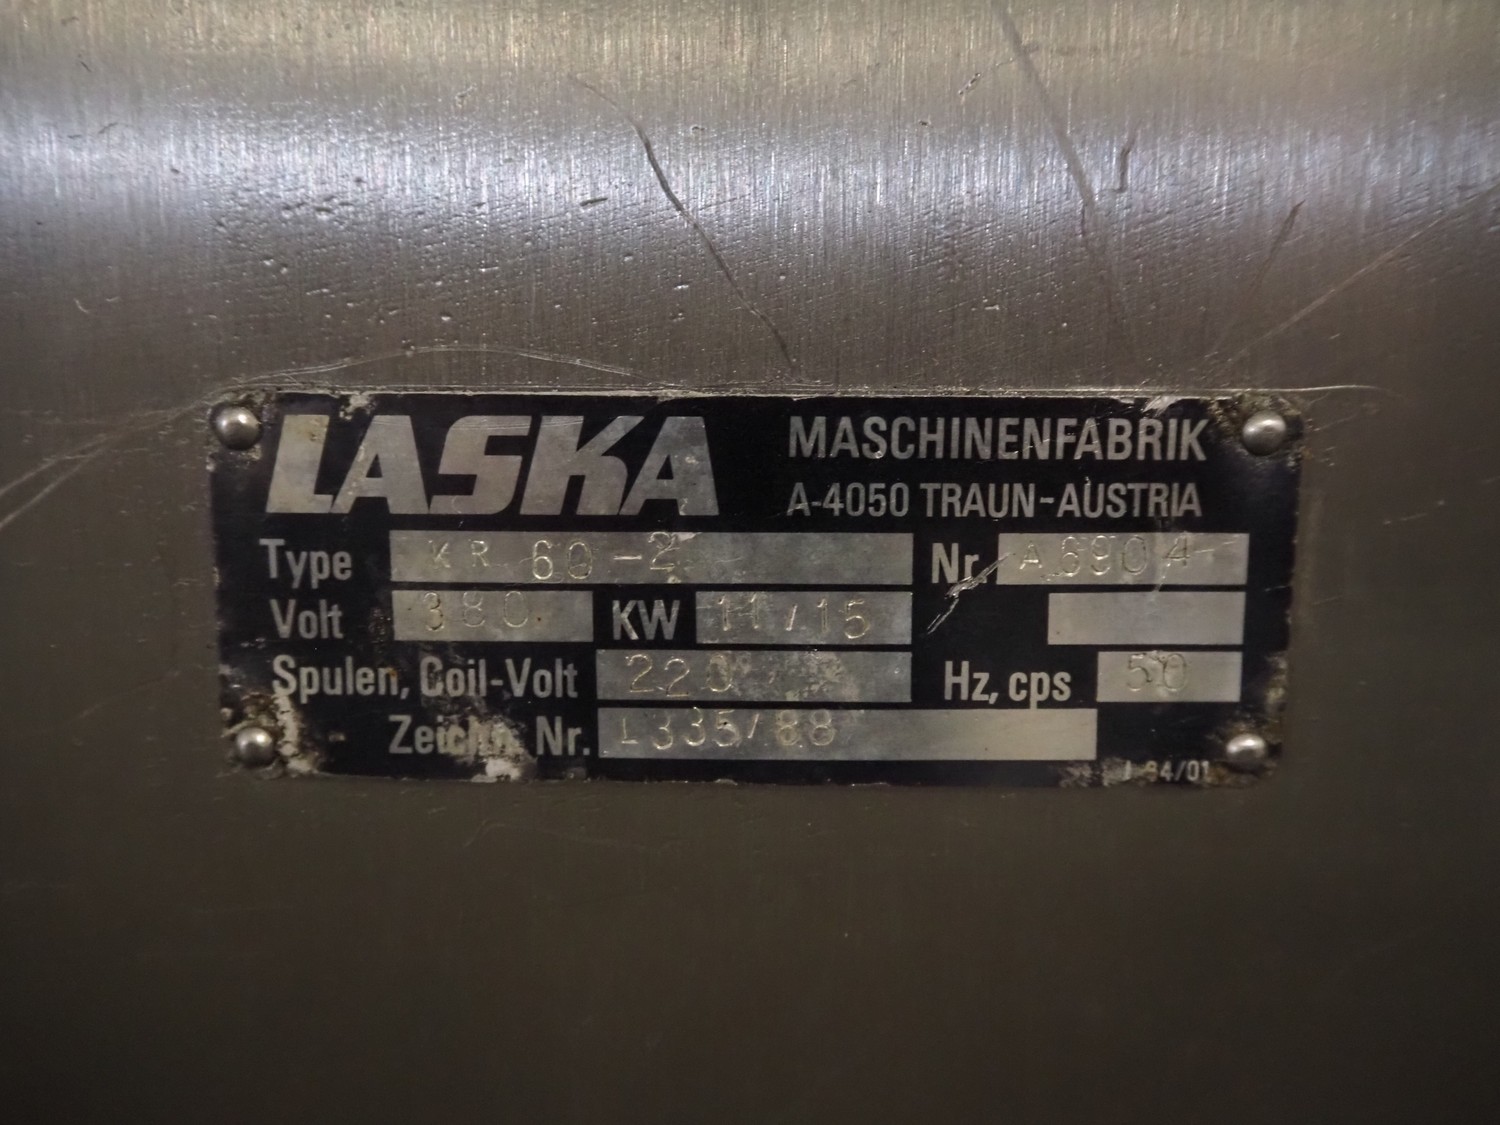 LASKA MASCHINENFABRIK
A-4050 TRAUN-AUSTRIA
Type KR 60-2 Nr. A6904
Volt 380 KW 11/15
Spulen, Coil-Volt 220 Hz, cps 50
Zeichn. Nr. L335/88